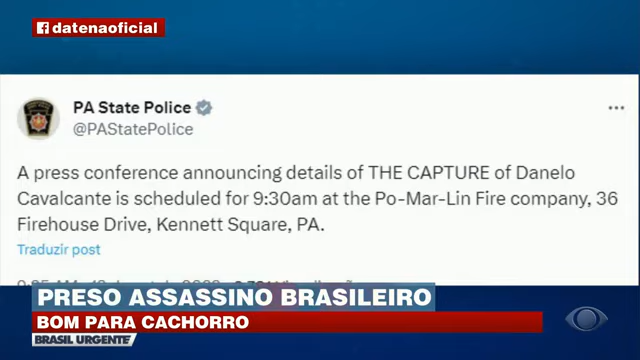 datenaoficial
PA State Police
@PAStatePolice
A press conference announcing details of THE CAPTURE of Danelo
Cavalcante is scheduled for 9:30am at the Po-Mar-Lin Fire company, 36
Firehouse Drive, Kennett Square, PA.
Traduzir post
PRESO ASSASSINO BRASILEIRO
BOM PARA CACHORRO
BRASIL URGENTE